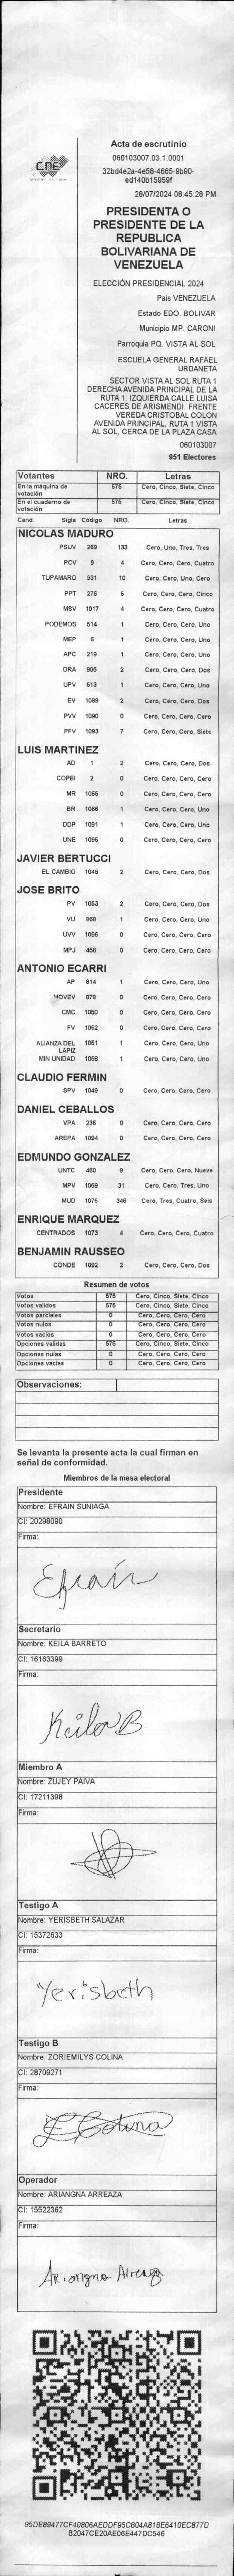 CNE
Acta de escrutinio
060103007.03.1.0001
32bd4e2a-4e58-4665-9b90-
ed140b15959f
28/07/2024 08:45:28 PM
PRESIDENTA O
PRESIDENTE DE LA
REPUBLICA
BOLIVARIANA DE
VENEZUELA
ELECCIÓN PRESIDENCIAL 2024
Pais VENEZUELA
Estado EDO. BOLIVAR
Municipio MP. CARONI
Parroquia PQ. VISTA AL SOL
ESCUELA GENERAL RAFAEL
URDANETA
SECTOR VISTA AL SOL RUTA 1
DERECHA AVENIDA PRINCIPAL DE LA
RUTA 1. IZQUIERDA CALLE LUISA
CACERES DE ARISMENDI. FRENTE
VEREDA CRISTOBAL COLON
AVENIDA PRINCIPAL, RUTA 1 VISTA
AL SOL, CERCA DE LA PLAZA CASA
060103007
951 Electores
Votantes NRO. Letras
En la máquina de votación 575 Cero, Cinco, Siete, Cinco
En el cuaderno de votación 575 Cero, Cinco, Siete, Cinco
Cand. Sigla Código NRO. Letras
NICOLAS MADURO
PSUV 269 133 Cero, Uno, Tres, Tres
PCV 9 4 Cero, Cero, Cero, Cuatro
TUPAMARO 931 10 Cero, Cero, Uno, Cero
PPT 276 5 Cero, Cero, Cero, Cinco
MSV 1017 4 Cero, Cero, Cero, Cuatro
PODEMOS 514 1 Cero, Cero, Cero, Uno
MEP 6 1 Cero, Cero, Cero, Uno
APC 219 1 Cero, Cero, Cero, Uno
ORA 906 2 Cero, Cero, Cero, Dos
UPV 513 1 Cero, Cero, Cero, Uno
EV 1089 2 Cero, Cero, Cero, Dos
PVV 1090 0 Cero, Cero, Cero, Cero
PFV 1093 7 Cero, Cero, Cero, Siete
LUIS MARTINEZ
AD 1 2 Cero, Cero, Cero, Dos
COPEI 2 0 Cero, Cero, Cero, Cero
MR 1065 0 Cero, Cero, Cero, Cero
BR 1066 1 Cero, Cero, Cero, Uno
DDP 1091 1 Cero, Cero, Cero, Uno
UNE 1095 0 Cero, Cero, Cero, Cero
JAVIER BERTUCCI
EL CAMBIO 1046 2 Cero, Cero, Cero, Dos
JOSE BRITO
PV 1053 2 Cero, Cero, Cero, Dos
VU 868 1 Cero, Cero, Cero, Uno
UVV 1096 0 Cero, Cero, Cero, Cero
MPJ 456 0 Cero, Cero, Cero, Cero
ANTONIO ECARRI
AP 814 1 Cero, Cero, Cero, Uno
MOVEV 878 0 Cero, Cero, Cero, Cero
CMC 1050 0 Cero, Cero, Cero, Cero
FV 1062 0 Cero, Cero, Cero, Cero
ALIANZA DEL LAPIZ 1051 1 Cero, Cero, Cero, Uno
MIN UNIDAD 1068 1 Cero, Cero, Cero, Uno
CLAUDIO FERMIN
SPV 1049 0 Cero, Cero, Cero, Cero
DANIEL CEBALLOS
VPA 236 0 Cero, Cero, Cero, Cero
AREPA 1094 0 Cero, Cero, Cero, Cero
EDMUNDO GONZALEZ
UNTC 460 9 Cero, Cero, Cero, Nueve
MPV 1069 31 Cero, Cero, Tres, Uno
MUD 1076 346 Cero, Tres, Cuatro, Seis
ENRIQUE MARQUEZ
CENTRADOS 1073 4 Cero, Cero, Cero, Cuatro
BENJAMIN RAUSSEO
CONDE 1092 2 Cero, Cero, Cero, Dos
Resumen de votos
Votos 575 Cero, Cinco, Siete, Cinco
Votos validos 575 Cero, Cinco, Siete, Cinco
Votos parciales 0 Cero, Cero, Cero, Cero
Votos nulos 0 Cero, Cero, Cero, Cero
Votos vacios 0 Cero, Cero, Cero, Cero
Opciones validas 575 Cero, Cinco, Siete, Cinco
Opciones nulas 0 Cero, Cero, Cero, Cero
Opciones vacias 0 Cero, Cero, Cero, Cero
Observaciones:
Se levanta la presente acta la cual firman en
señal de conformidad.
Miembros de la mesa electoral
Presidente
Nombre: EFRAIN SUNIAGA
CI: 20298090
Firma:
Efraín
Secretario
Nombre: KEILA BARRETO
CI: 16163399
Firma:
Keila B
Miembro A
Nombre: ZUJEY PAIVA
CI: 17211398
Firma:
Testigo A
Nombre: YERISBETH SALAZAR
CI: 15372633
Firma:
Yerisbeth
Testigo B
Nombre: ZORIEMILYS COLINA
CI: 28709271
Firma:
Colina
Operador
Nombre: ARIANGNA ARREAZA
CI: 15522362
Firma:
Ariangna Arreaza
95DE89477CF40606AEDDF95C804A818E6410EC877D
B2047CE20AE06E447DC546